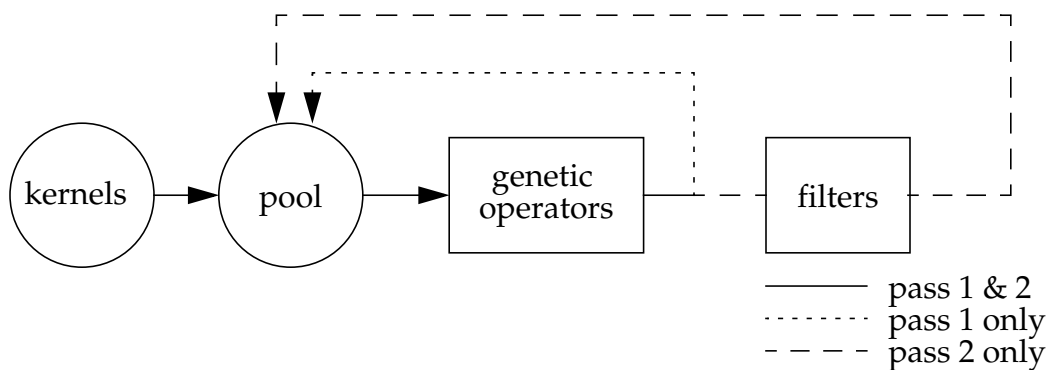 kernels
pool
genetic
operators
filters
pass 1 & 2
pass 1 only
pass 2 only